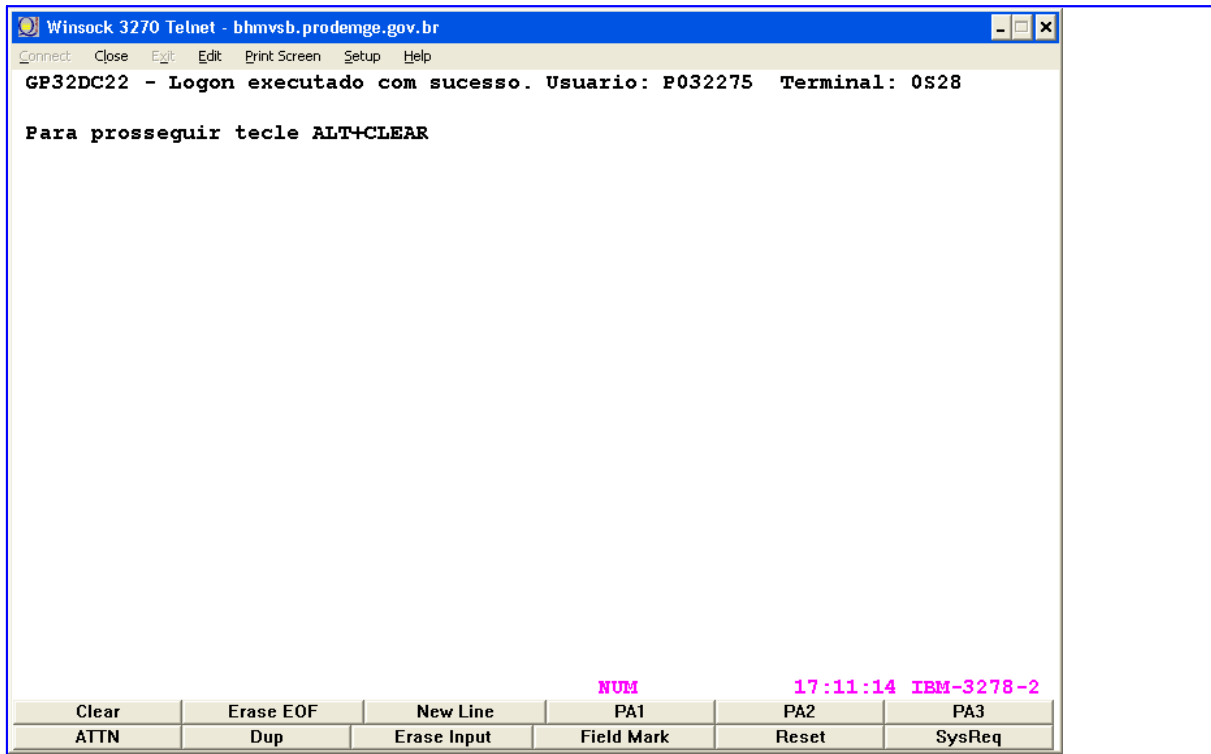 Winsock 3270 Telnet - bhmvsb.prodemge.gov.br
Connect Close Exit Edit Print Screen Setup Help
GP32DC22 - Logon executado com sucesso. Usuario: P032275 Terminal: 0S28
Para prosseguir tecle ALT+CLEAR
NUM 17:11:14 IBM-3278-2
Clear Erase EOF New Line PA1 PA2 PA3
ATTN Dup Erase Input Field Mark Reset SysReq